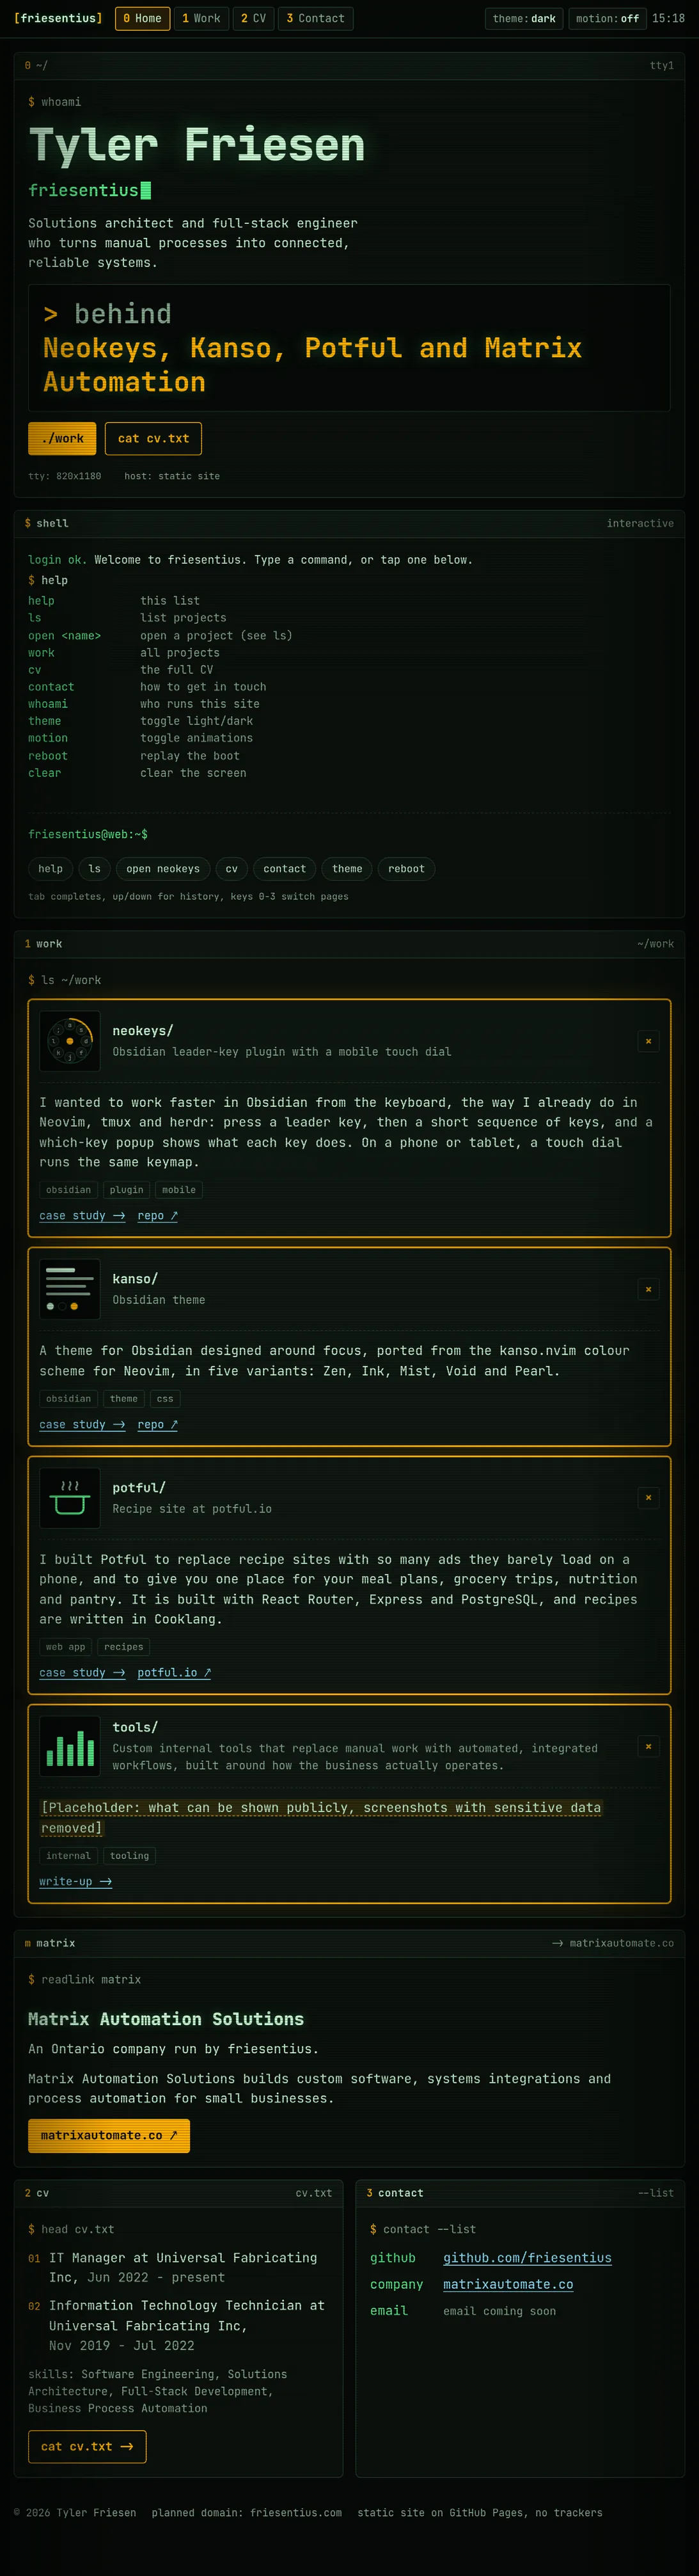 [friesentius] 0 Home 1 Work 2 CV 3 Contact theme: dark motion: off 15:18
0 ~/ tty1
$ whoami
Tyler Friesen
friesentius
Solutions architect and full-stack engineer
who turns manual processes into connected,
reliable systems.
> behind
Neokeys, Kanso, Potful and Matrix
Automation
./work cat cv.txt
tty: 820x1180 host: static site
$ shell interactive
login ok. Welcome to friesentius. Type a command, or tap one below.
$ help
help this list
ls list projects
open <name> open a project (see ls)
work all projects
cv the full CV
contact how to get in touch
whoami who runs this site
theme toggle light/dark
motion toggle animations
reboot replay the boot
clear clear the screen
friesentius@web:~$
help ls open neokeys cv contact theme reboot
tab completes, up/down for history, keys 0-3 switch pages
1 work ~/work
$ ls ~/work
neokeys/
Obsidian leader-key plugin with a mobile touch dial
×
I wanted to work faster in Obsidian from the keyboard, the way I already do in
Neovim, tmux and herdr: press a leader key, then a short sequence of keys, and a
which-key popup shows what each key does. On a phone or tablet, a touch dial
runs the same keymap.
obsidian plugin mobile
case study → repo ↗
kanso/
Obsidian theme
×
A theme for Obsidian designed around focus, ported from the kanso.nvim colour
scheme for Neovim, in five variants: Zen, Ink, Mist, Void and Pearl.
obsidian theme css
case study → repo ↗
potful/
Recipe site at potful.io
×
I built Potful to replace recipe sites with so many ads they barely load on a
phone, and to give you one place for your meal plans, grocery trips, nutrition
and pantry. It is built with React Router, Express and PostgreSQL, and recipes
are written in Cooklang.
web app recipes
case study → potful.io ↗
tools/
Custom internal tools that replace manual work with automated, integrated
workflows, built around how the business actually operates.
×
[Placeholder: what can be shown publicly, screenshots with sensitive data
removed]
internal tooling
write-up →
m matrix → matrixautomate.co
$ readlink matrix
Matrix Automation Solutions
An Ontario company run by friesentius.
Matrix Automation Solutions builds custom software, systems integrations and
process automation for small businesses.
matrixautomate.co ↗
2 cv cv.txt
$ head cv.txt
01 IT Manager at Universal Fabricating
Inc, Jun 2022 - present
02 Information Technology Technician at
Universal Fabricating Inc,
Nov 2019 - Jul 2022
skills: Software Engineering, Solutions
Architecture, Full-Stack Development,
Business Process Automation
cat cv.txt →
3 contact --list
$ contact --list
github github.com/friesentius
company matrixautomate.co
email email coming soon
© 2026 Tyler Friesen planned domain: friesentius.com static site on GitHub Pages, no trackers